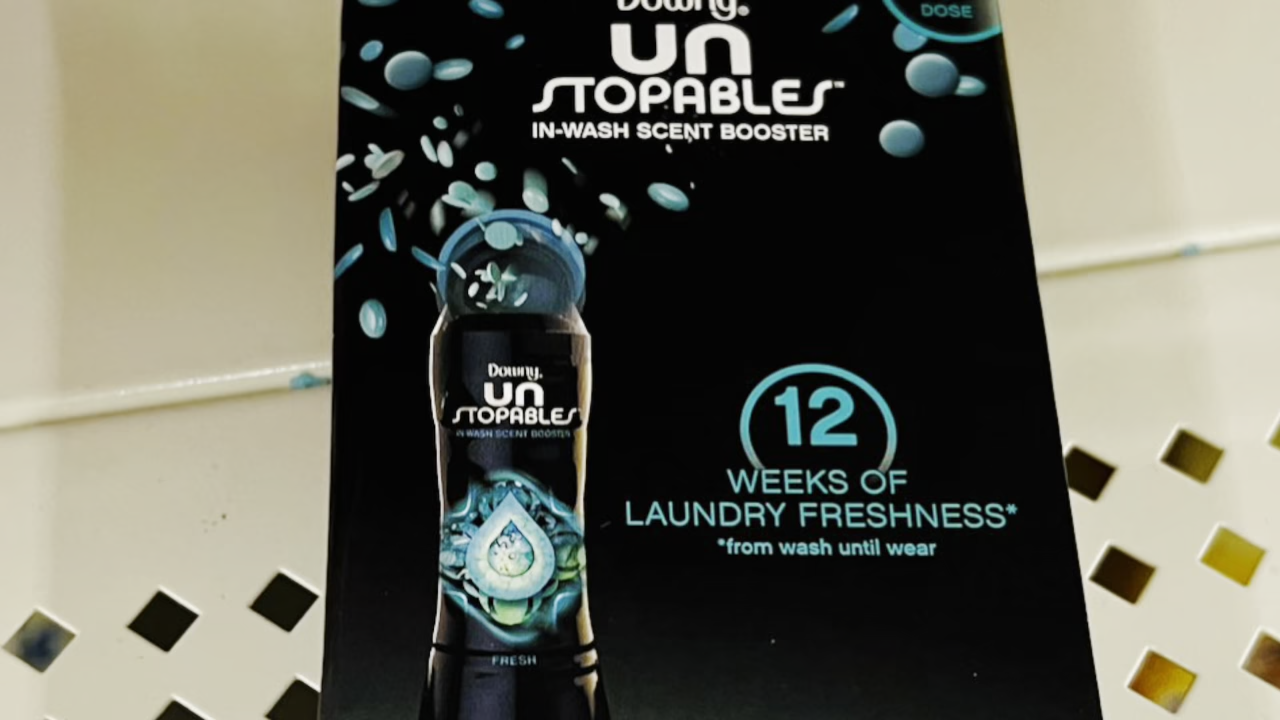 DOSE
Downy®
UN
STOPABLES™
IN-WASH SCENT BOOSTER
Downy.
UN
STOPABLES
IN WASH SCENT BOOSTER
12
WEEKS OF
LAUNDRY FRESHNESS*
*from wash until wear
FRESH